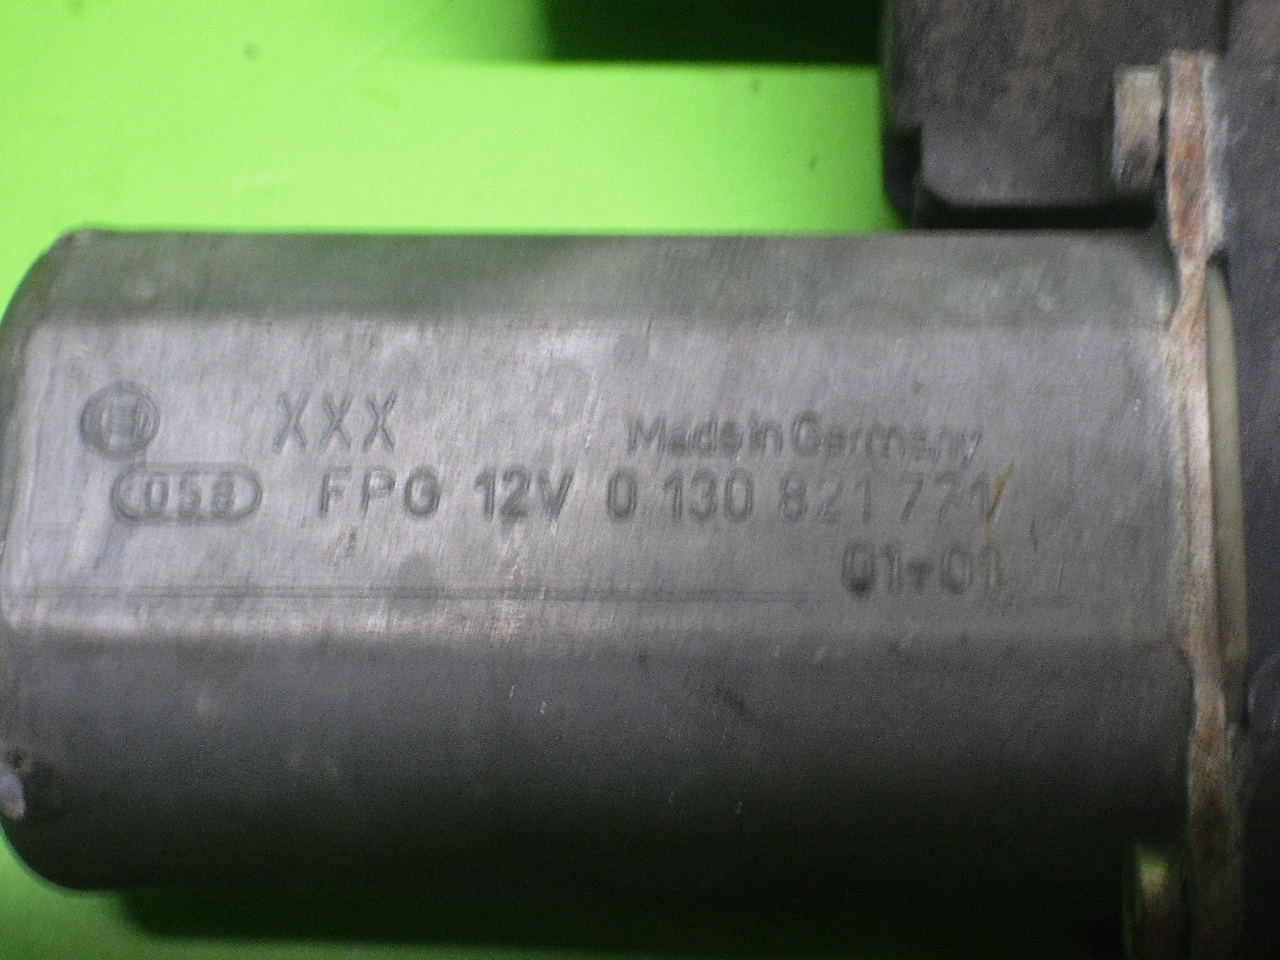 XXX
Made in Germany
058 FPG 12V 0 130 821 771
01-01